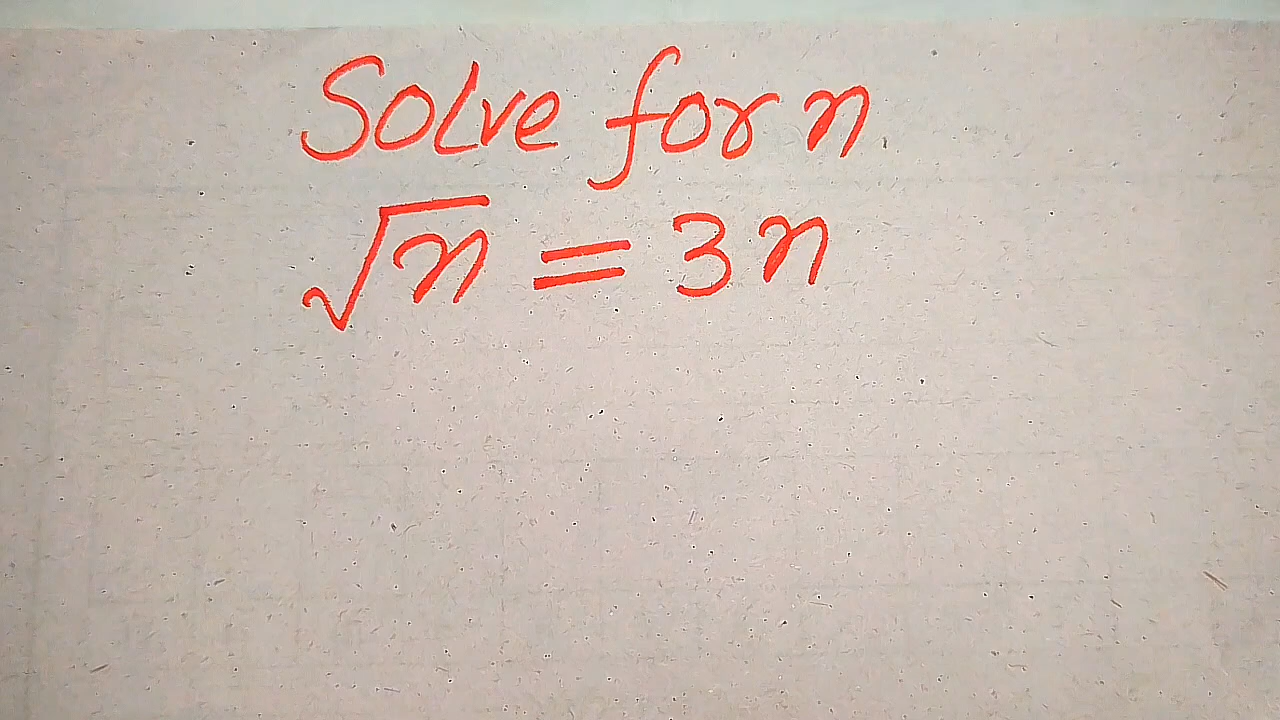 Solve for n
√n = 3n